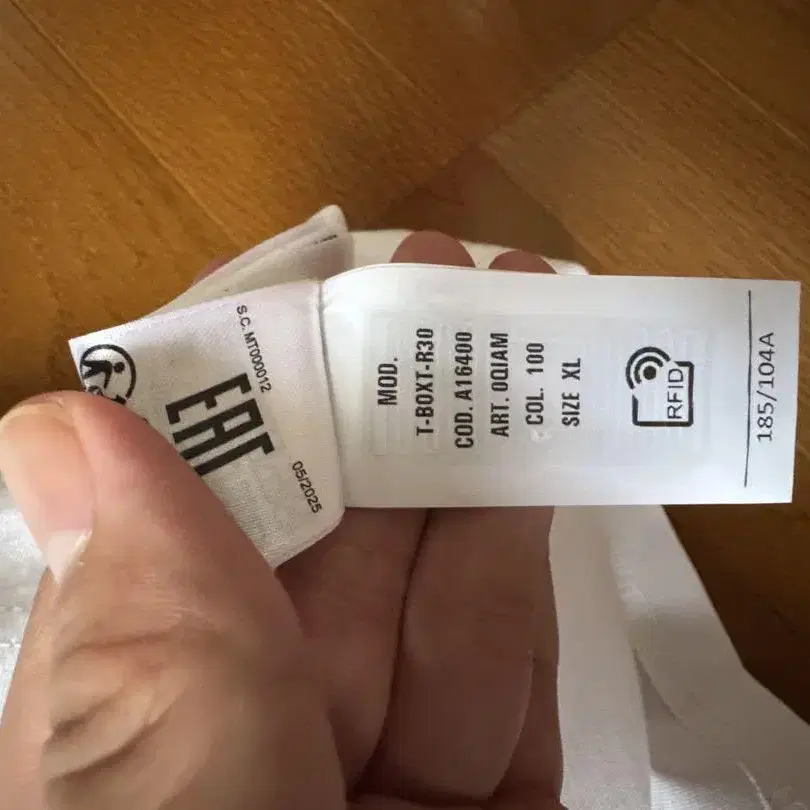 S.C. MT000012
EAC
05/2025
MOD.
T-BOXT-R30
COD. A16400
ART. 0QIAM
COL. 100
SIZE XL
RFID
185/104A